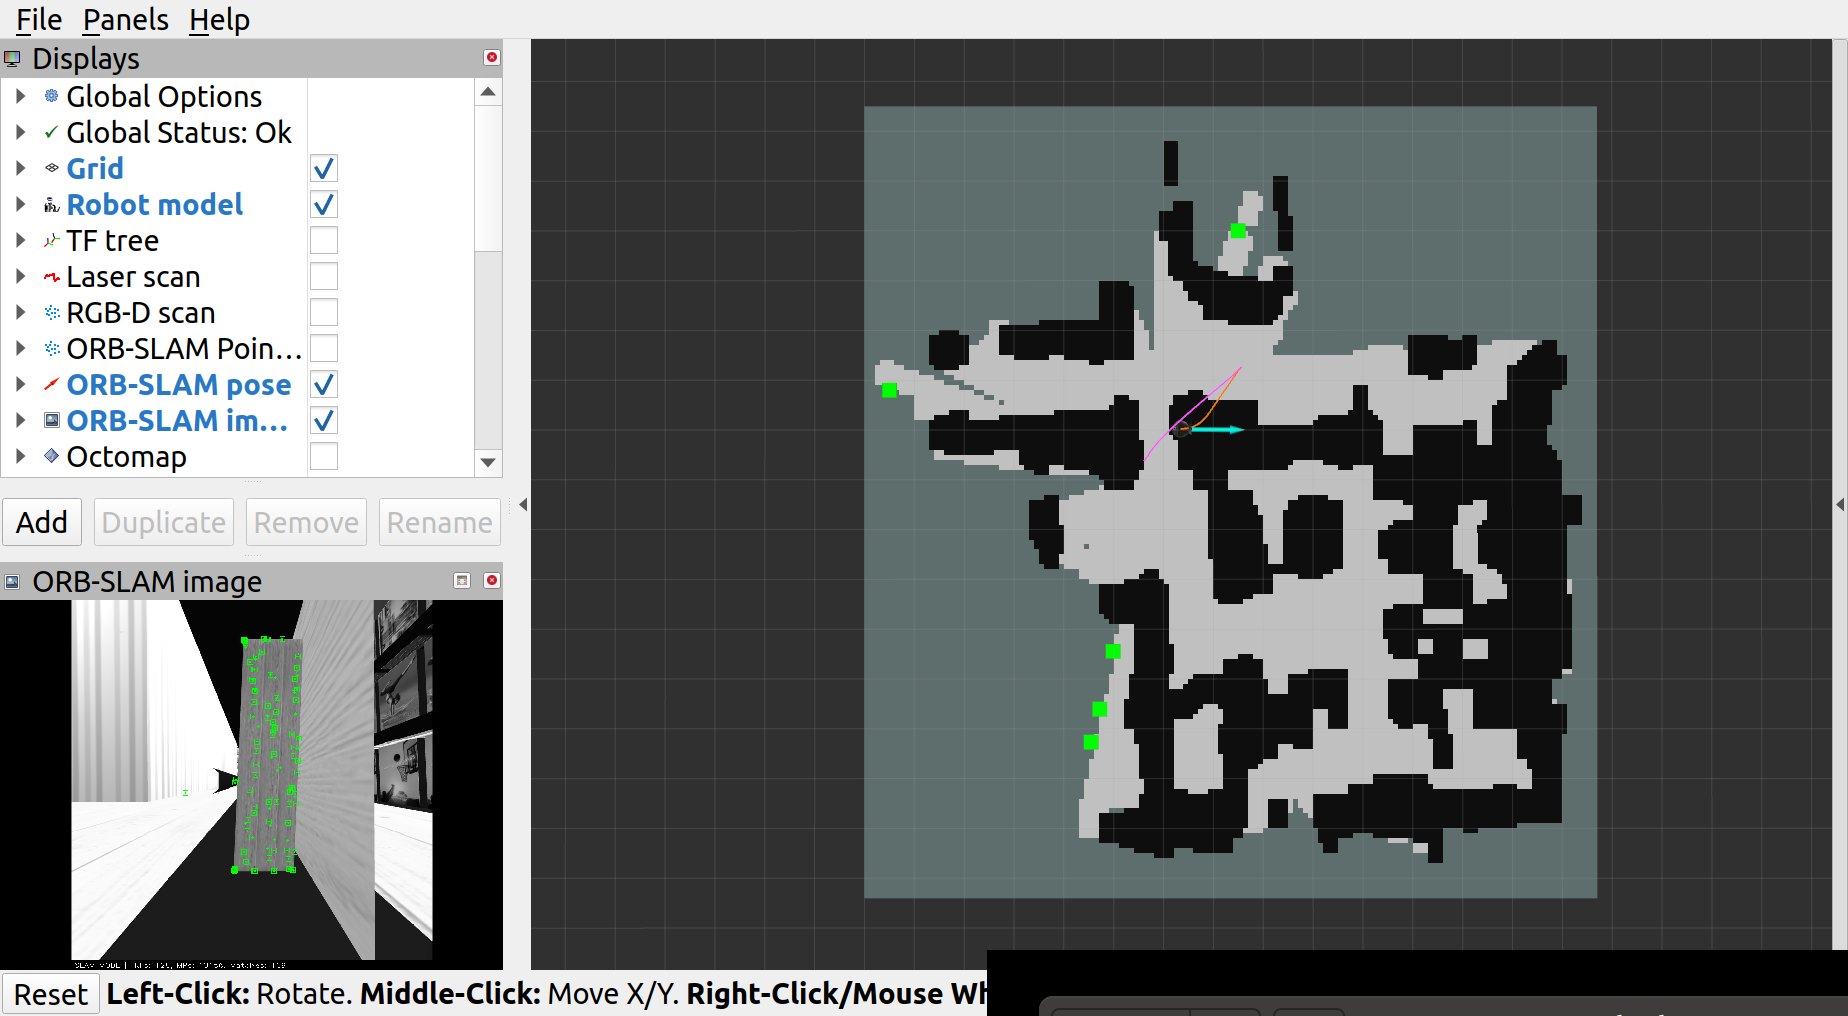 File Panels Help
Displays
Global Options
Global Status: Ok
Grid
Robot model
TF tree
Laser scan
RGB-D scan
ORB-SLAM Poin...
ORB-SLAM pose
ORB-SLAM im...
Octomap
Add Duplicate Remove Rename
ORB-SLAM image
SLAM MODE |
Reset Left-Click: Rotate. Middle-Click: Move X/Y. Right-Click/Mouse